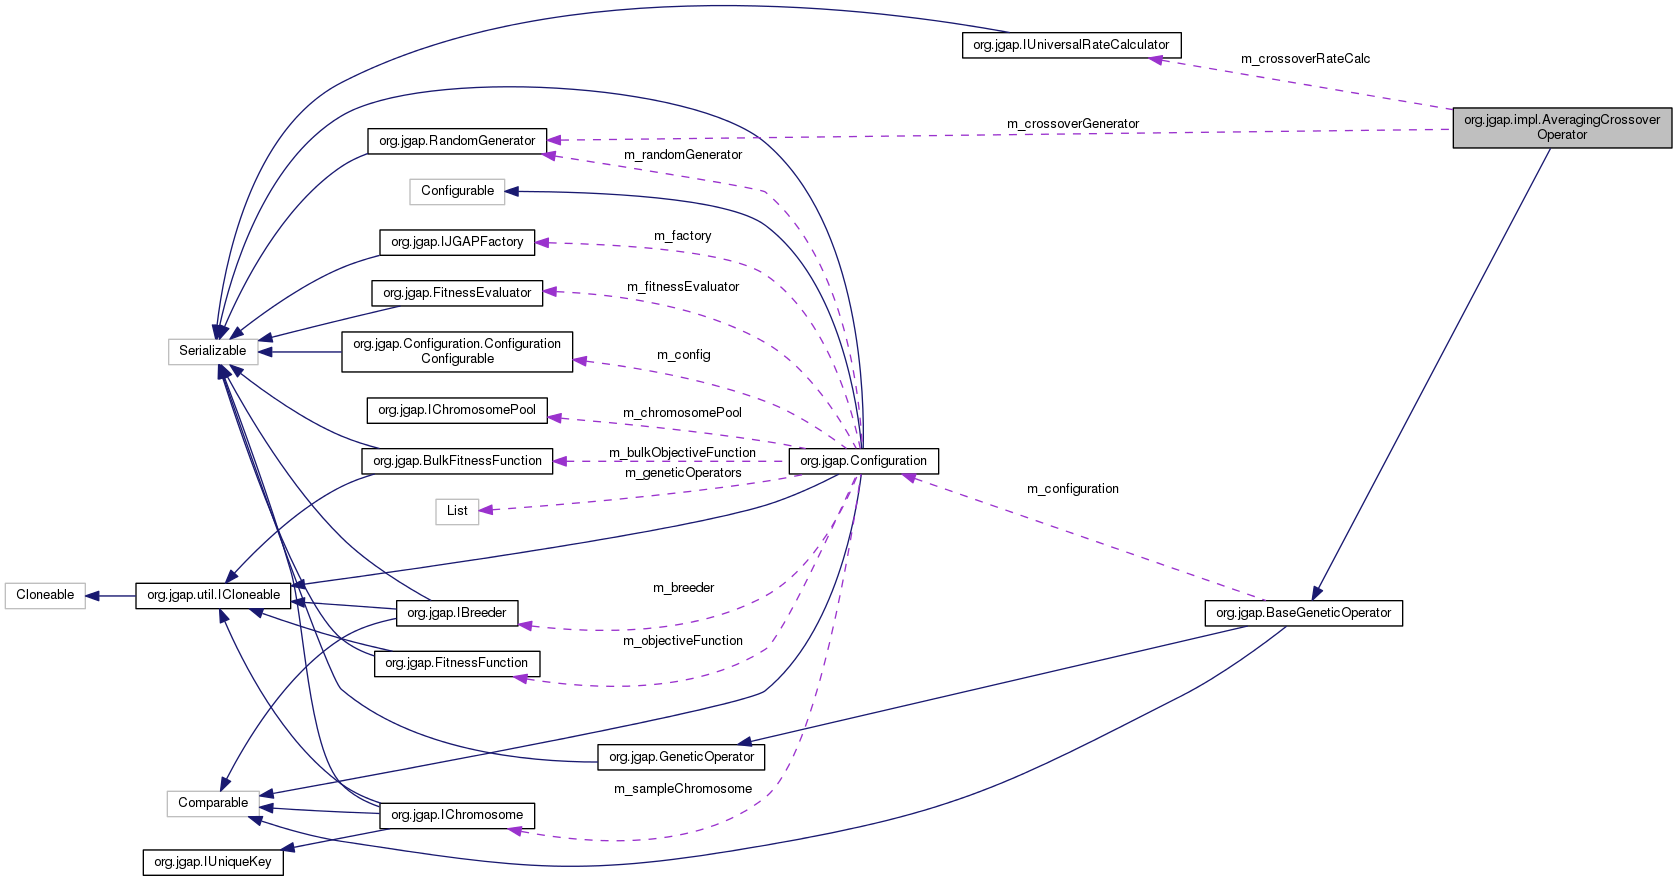 org.jgap.IUniversalRateCalculator
m_crossoverRateCalc
org.jgap.impl.AveragingCrossover
Operator
m_crossoverGenerator
org.jgap.RandomGenerator
m_randomGenerator
Configurable
m_factory
org.jgap.IJGAPFactory
m_fitnessEvaluator
org.jgap.FitnessEvaluator
Serializable
org.jgap.Configuration.Configuration
Configurable
m_config
org.jgap.IChromosomePool
m_chromosomePool
m_bulkObjectiveFunction
org.jgap.BulkFitnessFunction
org.jgap.Configuration
m_geneticOperators
m_configuration
List
Cloneable
org.jgap.util.ICloneable
m_breeder
org.jgap.IBreeder
org.jgap.BaseGeneticOperator
m_objectiveFunction
org.jgap.FitnessFunction
org.jgap.GeneticOperator
m_sampleChromosome
Comparable
org.jgap.IChromosome
org.jgap.IUniqueKey